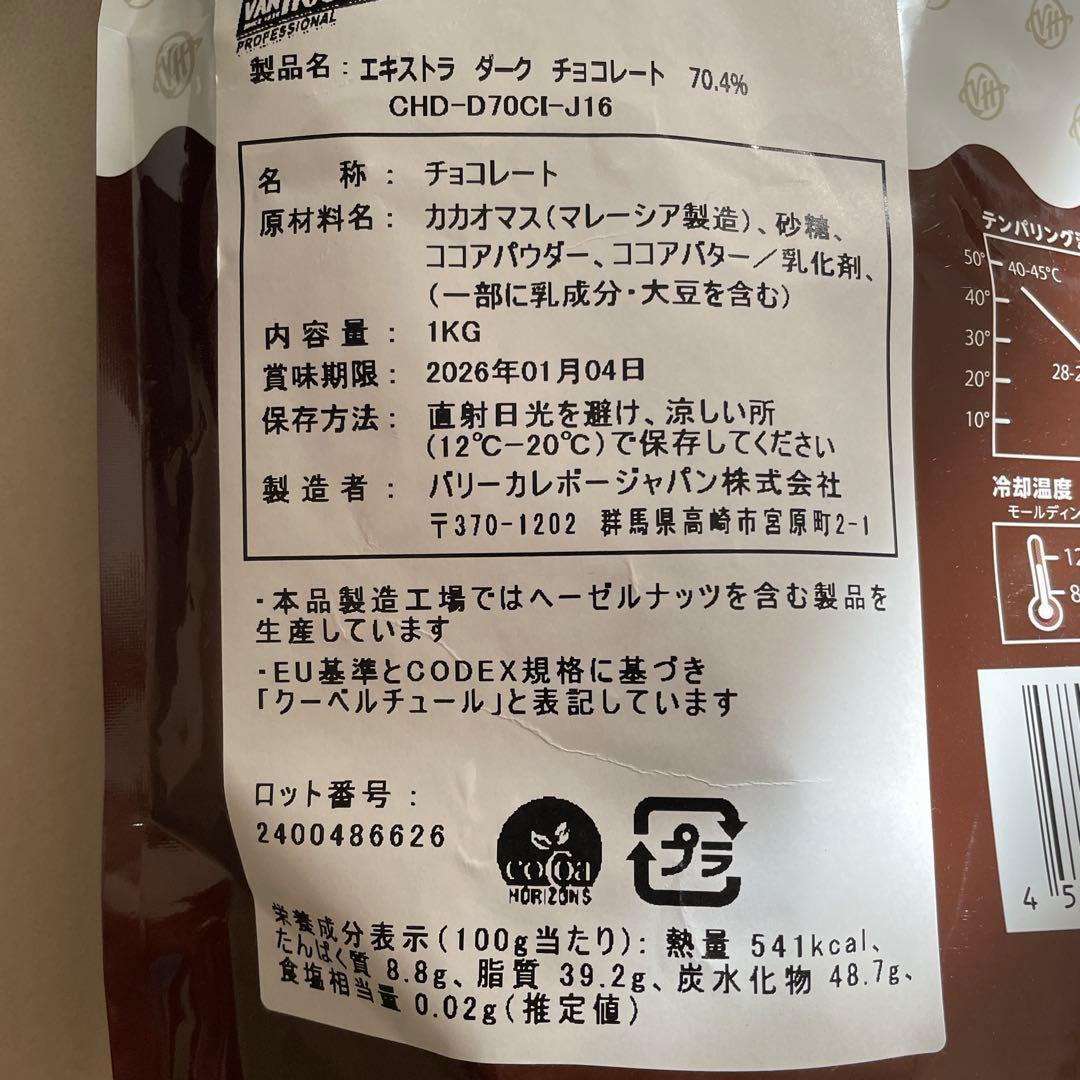 PROFESSIONAL
製品名：エキストラ ダーク チョコレート 70.4%
CHD-D70CI-J16
名 称 ： チョコレート
原材料名： カカオマス(マレーシア製造)、砂糖、
ココアパウダー、ココアバター／乳化剤、
(一部に乳成分・大豆を含む)
内容量 ： 1KG
賞味期限： 2026年01月04日
保存方法： 直射日光を避け、涼しい所
(12℃-20℃)で保存してください
製造者 ： バリーカレボージャパン株式会社
〒370-1202 群馬県高崎市宮原町2-1
・本品製造工場ではヘーゼルナッツを含む製品を
生産しています
・EU基準とCODEX規格に基づき
「クーベルチュール」と表記しています
ロット番号 ：
2400486626
cocoa
HORIZONS
プラ
栄養成分表示(100g当たり)： 熱量 541kcal、
たんぱく質 8.8g、脂質 39.2g、炭水化物 48.7g、
食塩相当量 0.02g(推定値)
VH
VH
VH
テンパリング
50°
40-45℃
40°
30°
28-2
20°
10°
冷却温度
モールディン
12
8
4 5